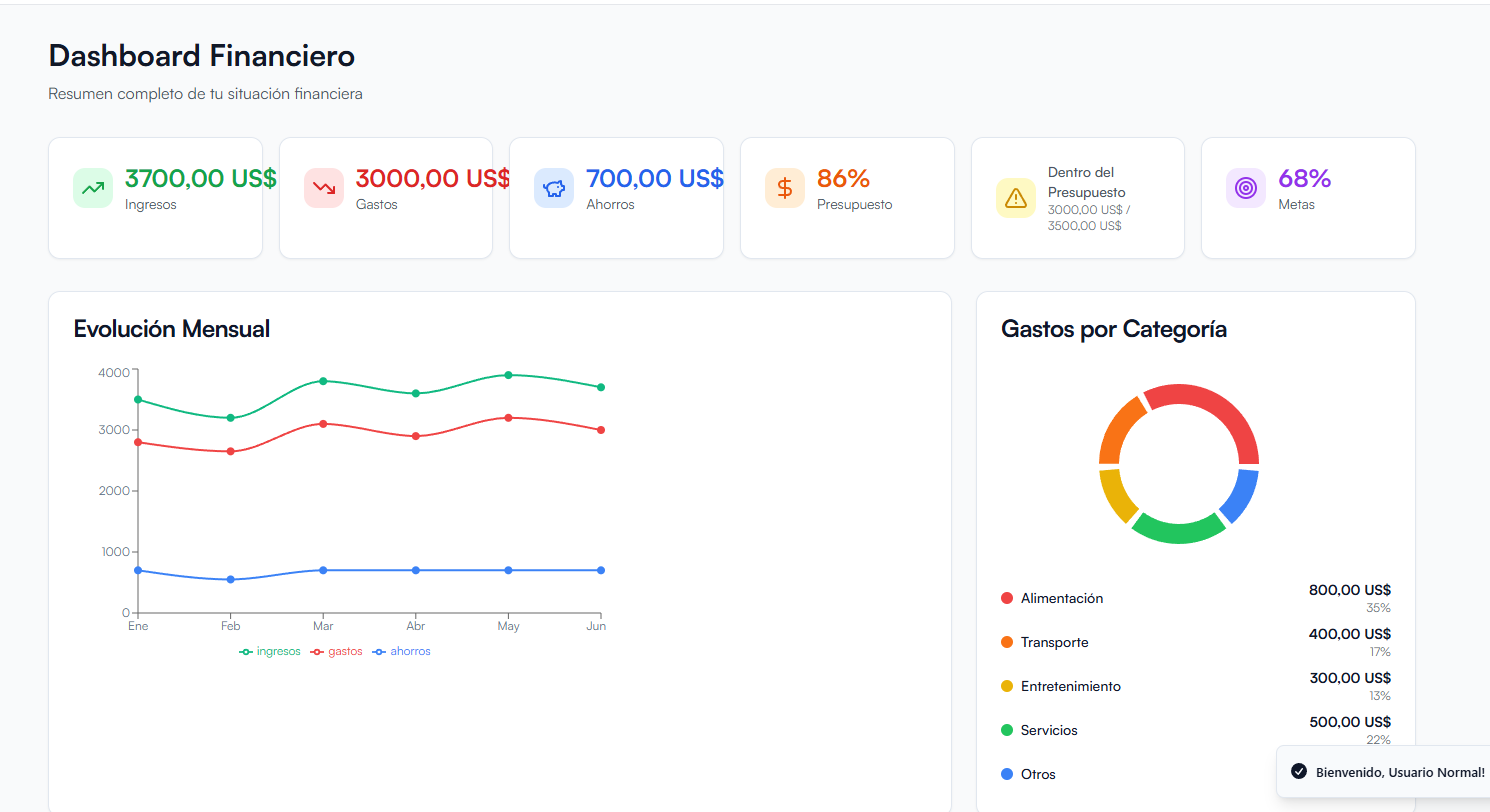 Dashboard Financiero
Resumen completo de tu situación financiera
3700,00 US$
Ingresos
3000,00 US$
Gastos
700,00 US$
Ahorros
86%
Presupuesto
Dentro del
Presupuesto
3000,00 US$ /
3500,00 US$
68%
Metas
Evolución Mensual
4000
3000
2000
1000
0
Ene Feb Mar Abr May Jun
ingresos gastos ahorros
Gastos por Categoría
Alimentación 800,00 US$
35%
Transporte 400,00 US$
17%
Entretenimiento 300,00 US$
13%
Servicios 500,00 US$
22%
Otros
Bienvenido, Usuario Normal!